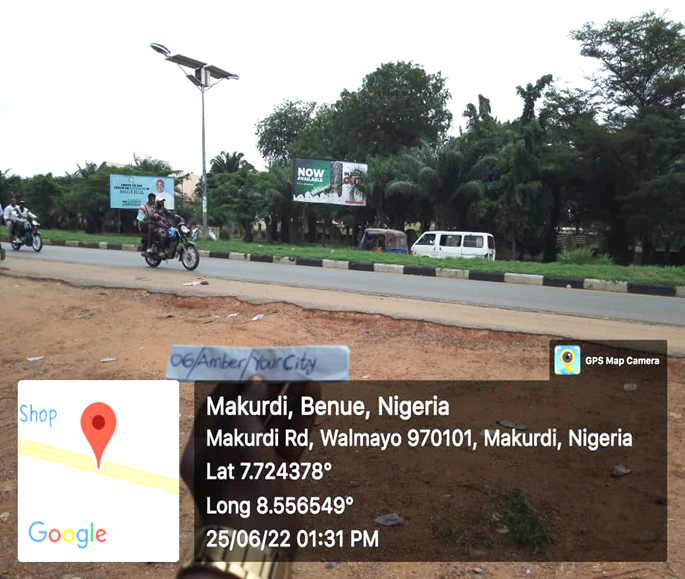 NIGERIA
NOW
AVAILABLE
06/Amber/YourCity
GPS Map Camera
Shop
Google
Makurdi, Benue, Nigeria
Makurdi Rd, Walmayo 970101, Makurdi, Nigeria
Lat 7.724378°
Long 8.556549°
25/06/22 01:31 PM